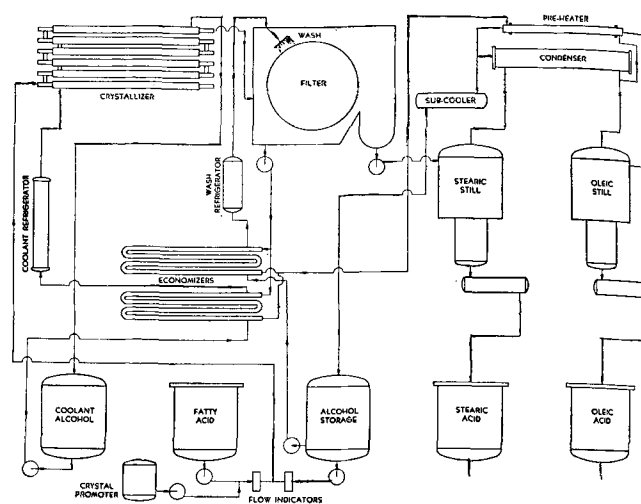 PRE-HEATER
WASH
CONDENSER
FILTER
CRYSTALLIZER
SUB-COOLER
STEARIC
STILL
OLEIC
STILL
WASH
REFRIGERATOR
COOLANT REFRIGERATOR
ECONOMIZERS
COOLANT
ALCOHOL
FATTY
ACID
ALCOHOL
STORAGE
STEARIC
ACID
OLEIC
ACID
CRYSTAL
PROMOTER
FLOW INDICATORS